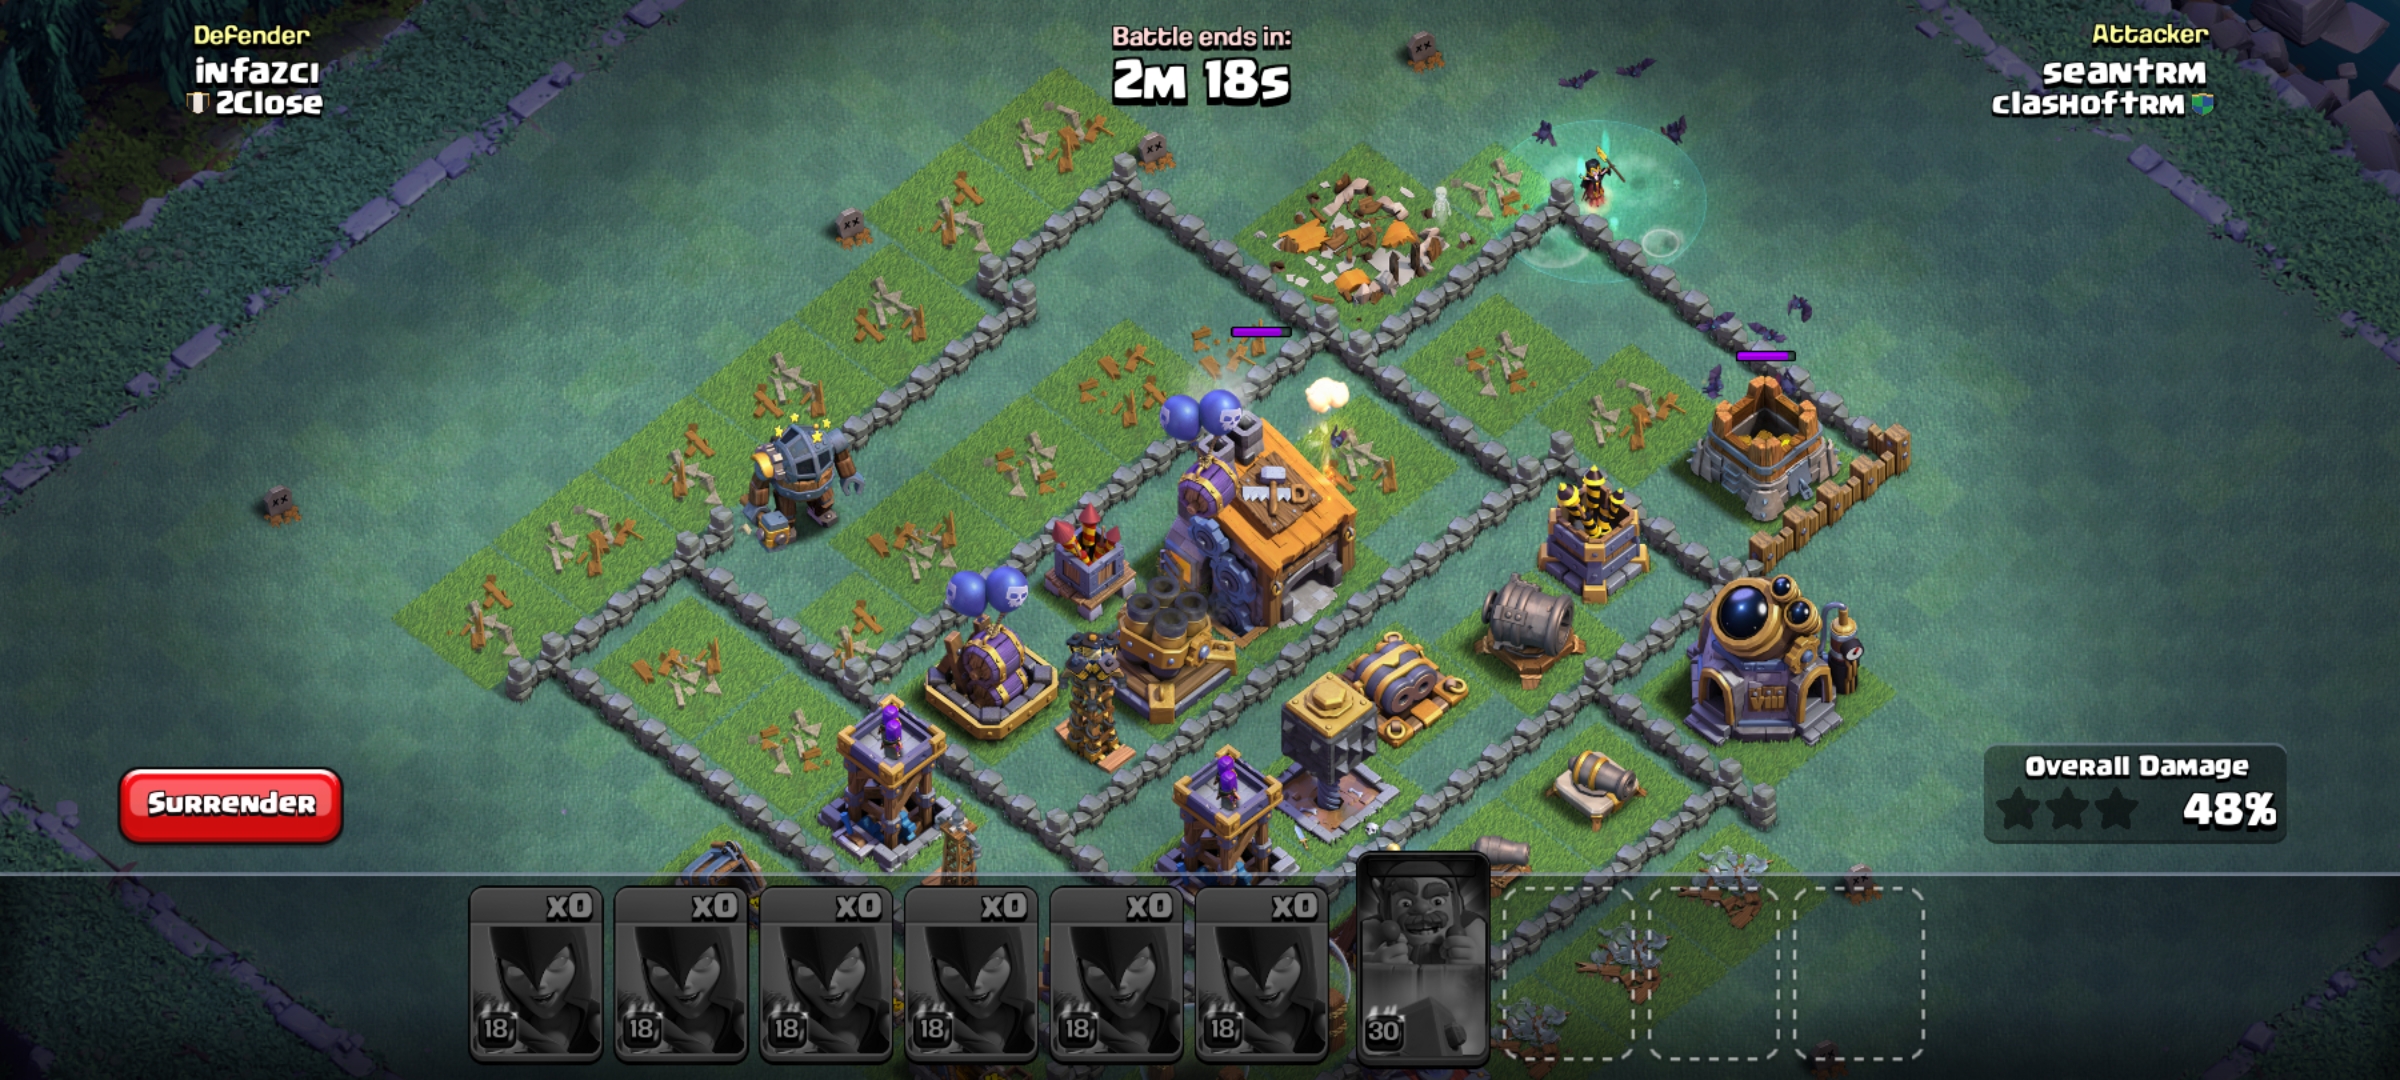 Defender
infazci
2Close
Battle ends in:
2M 18s
Attacker
seantrm
clashoftrm
Surrender
Overall Damage
48%
x0
x0
x0
x0
x0
x0
18
18
18
18
18
18
30
VIII